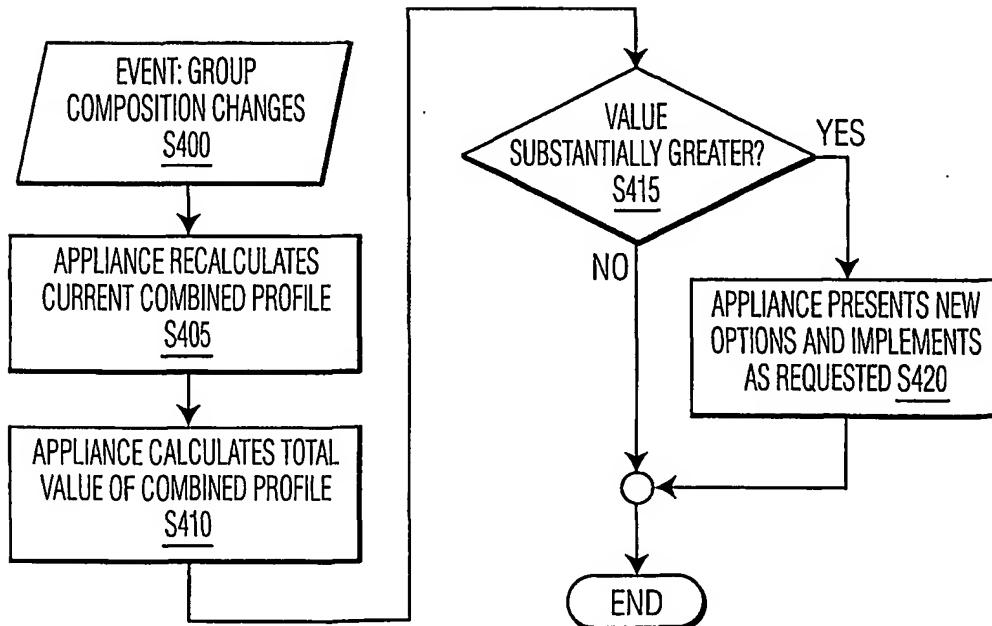 EVENT: GROUP
COMPOSITION CHANGES
S400
APPLIANCE RECALCULATES
CURRENT COMBINED PROFILE
S405
APPLIANCE CALCULATES TOTAL
VALUE OF COMBINED PROFILE
S410
VALUE
SUBSTANTIALLY GREATER?
S415
YES
NO
APPLIANCE PRESENTS NEW
OPTIONS AND IMPLEMENTS
AS REQUESTED S420
END